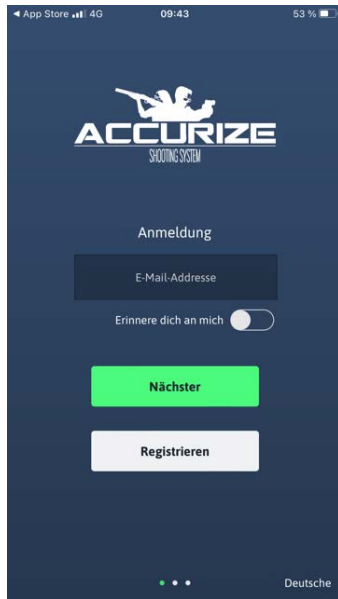 App Store 4G 09:43 53 %
ACCURIZE
SHOOTING SYSTEM
Anmeldung
E-Mail-Addresse
Erinnere dich an mich
Nächster
Registrieren
Deutsche